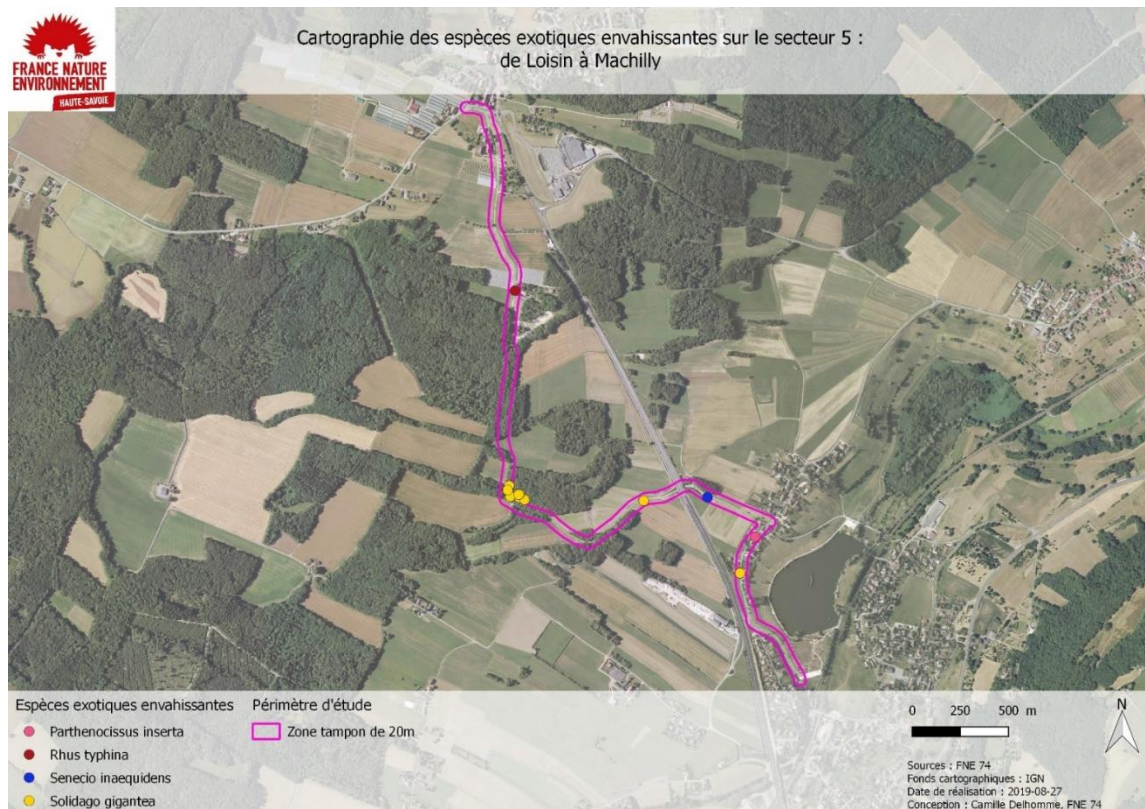 FRANCE NATURE
ENVIRONNEMENT
HAUTE-SAVOIE
Cartographie des espèces exotiques envahissantes sur le secteur 5 :
de Loisin à Machilly
Espèces exotiques envahissantes
Parthenocissus inserta
Rhus typhina
Senecio inaequidens
Solidago gigantea
Périmètre d'étude
Zone tampon de 20m
0 250 500 m
N
Sources : FNE 74
Fonds cartographiques : IGN
Date de réalisation : 2019-08-27
Conception : Camille Delhomme, FNE 74